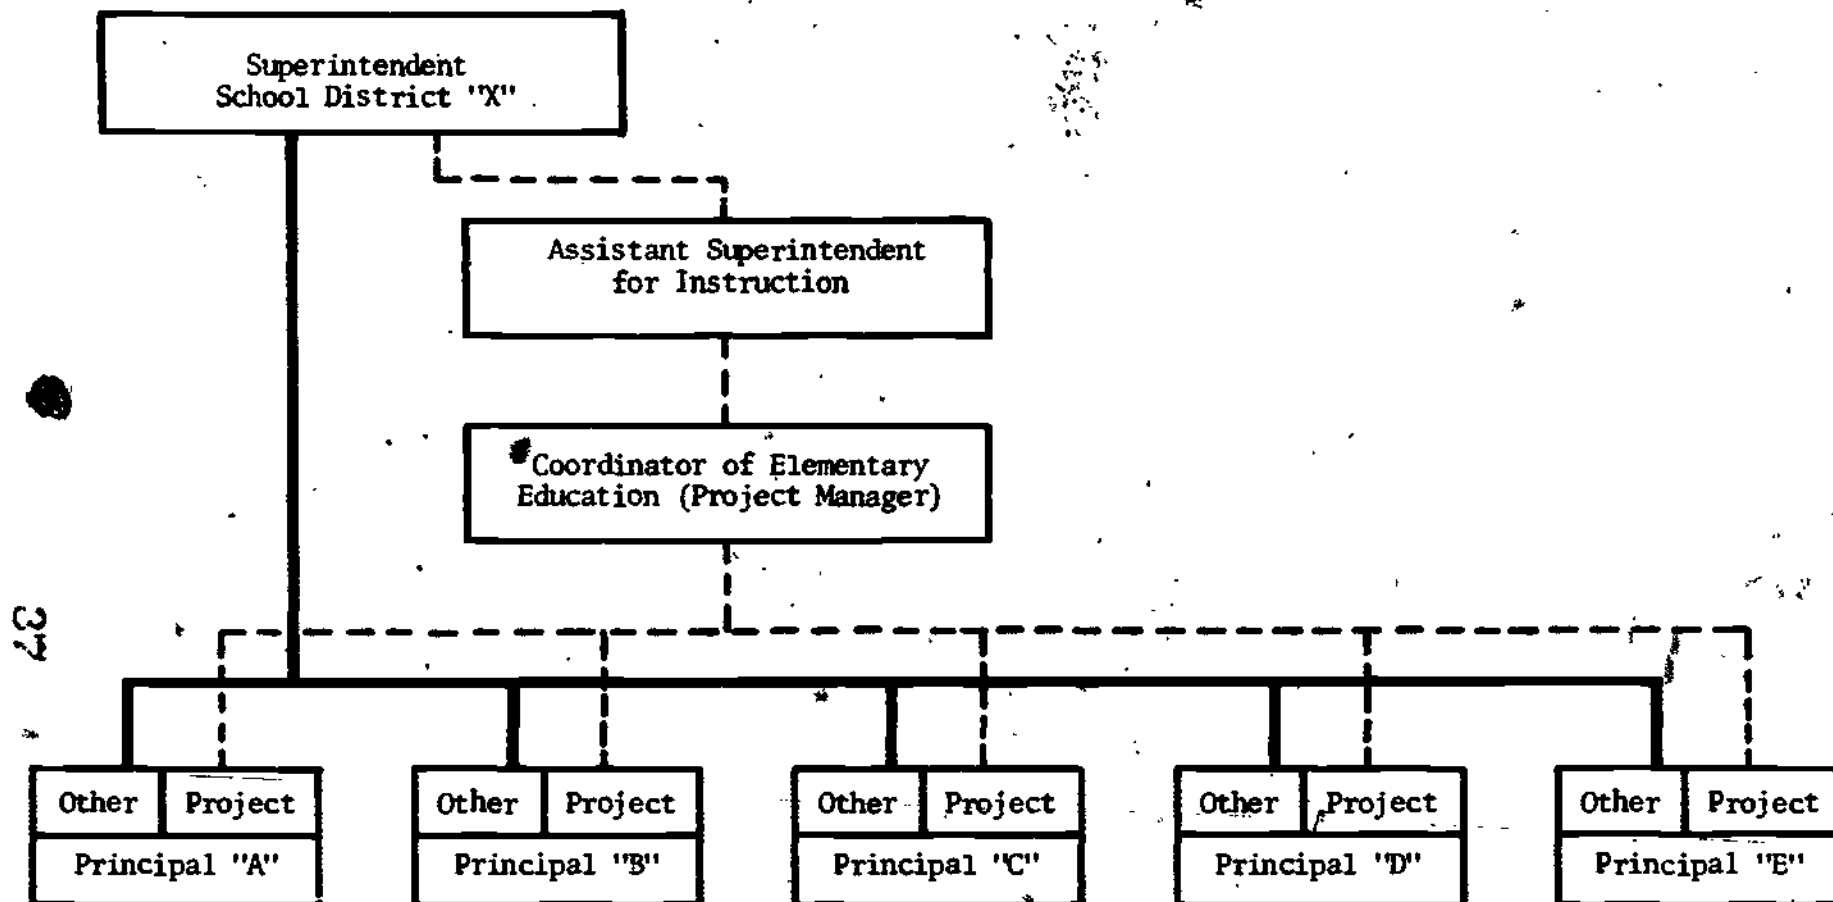 Superintendent
School District "X"
Assistant Superintendent
for Instruction
Coordinator of Elementary
Education (Project Manager)
37
Other Project Other Project Other Project Other Project Other Project
Principal "A" Principal "B" Principal "C" Principal "D" Principal "E"